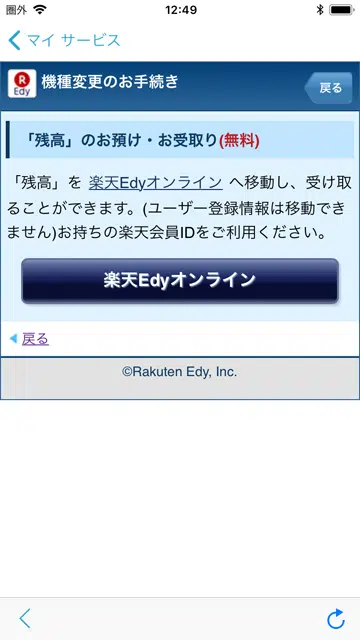 圏外 12:49
マイ サービス
R
Edy
機種変更のお手続き
戻る
「残高」のお預け・お受取り(無料)
「残高」を 楽天Edyオンライン へ移動し、受け取
ることができます。(ユーザー登録情報は移動でき
ません)お持ちの楽天会員IDをご利用ください。
楽天Edyオンライン
戻る
©Rakuten Edy, Inc.